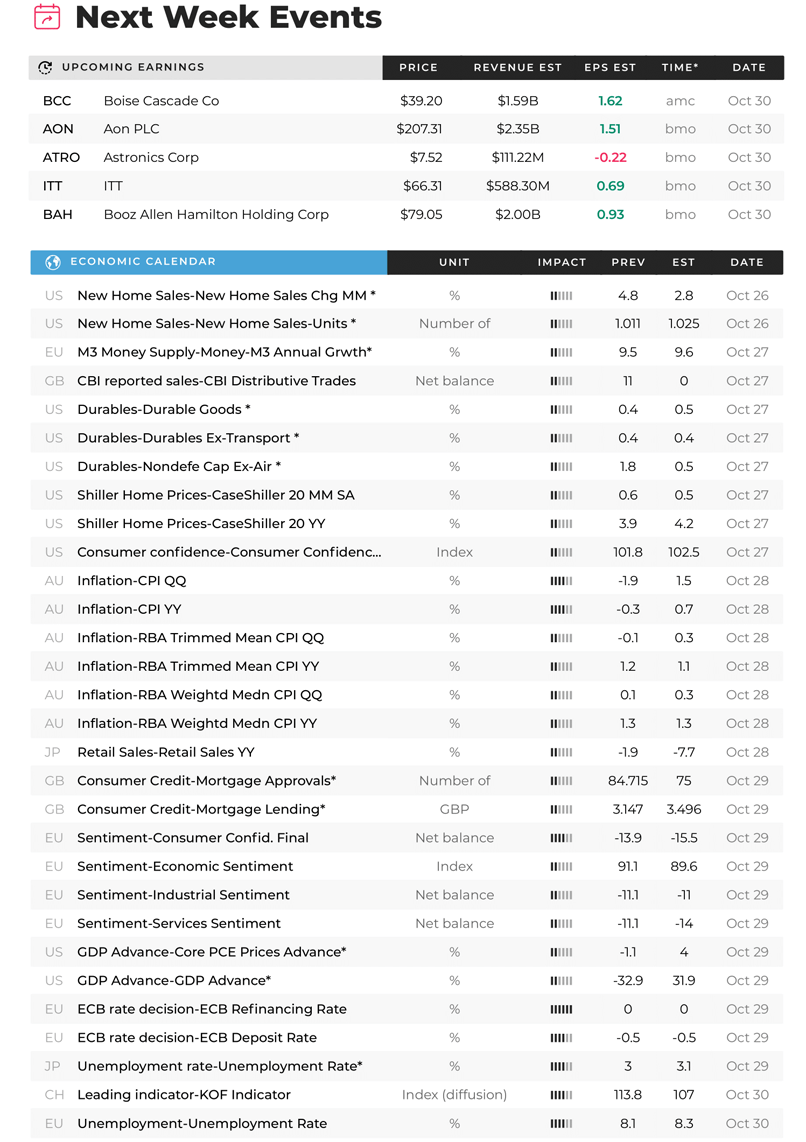 Next Week Events
UPCOMING EARNINGS PRICE REVENUE EST EPS EST TIME* DATE
BCC Boise Cascade Co $39.20 $1.59B 1.62 amc Oct 30
AON Aon PLC $207.31 $2.35B 1.51 bmo Oct 30
ATRO Astronics Corp $7.52 $111.22M -0.22 bmo Oct 30
ITT ITT $66.31 $588.30M 0.69 bmo Oct 30
BAH Booz Allen Hamilton Holding Corp $79.05 $2.00B 0.93 bmo Oct 30
ECONOMIC CALENDAR UNIT IMPACT PREV EST DATE
US New Home Sales-New Home Sales Chg MM * % 4.8 2.8 Oct 26
US New Home Sales-New Home Sales-Units * Number of 1.011 1.025 Oct 26
EU M3 Money Supply-Money-M3 Annual Grwth* % 9.5 9.6 Oct 27
GB CBI reported sales-CBI Distributive Trades Net balance 11 0 Oct 27
US Durables-Durable Goods * % 0.4 0.5 Oct 27
US Durables-Durables Ex-Transport * % 0.4 0.4 Oct 27
US Durables-Nondefe Cap Ex-Air * % 1.8 0.5 Oct 27
US Shiller Home Prices-CaseShiller 20 MM SA % 0.6 0.5 Oct 27
US Shiller Home Prices-CaseShiller 20 YY % 3.9 4.2 Oct 27
US Consumer confidence-Consumer Confidenc... Index 101.8 102.5 Oct 27
AU Inflation-CPI QQ % -1.9 1.5 Oct 28
AU Inflation-CPI YY % -0.3 0.7 Oct 28
AU Inflation-RBA Trimmed Mean CPI QQ % -0.1 0.3 Oct 28
AU Inflation-RBA Trimmed Mean CPI YY % 1.2 1.1 Oct 28
AU Inflation-RBA Weightd Medn CPI QQ % 0.1 0.3 Oct 28
AU Inflation-RBA Weightd Medn CPI YY % 1.3 1.3 Oct 28
JP Retail Sales-Retail Sales YY % -1.9 -7.7 Oct 28
GB Consumer Credit-Mortgage Approvals* Number of 84.715 75 Oct 29
GB Consumer Credit-Mortgage Lending* GBP 3.147 3.496 Oct 29
EU Sentiment-Consumer Confid. Final Net balance -13.9 -15.5 Oct 29
EU Sentiment-Economic Sentiment Index 91.1 89.6 Oct 29
EU Sentiment-Industrial Sentiment Net balance -11.1 -11 Oct 29
EU Sentiment-Services Sentiment Net balance -11.1 -14 Oct 29
US GDP Advance-Core PCE Prices Advance* % -1.1 4 Oct 29
US GDP Advance-GDP Advance* % -32.9 31.9 Oct 29
EU ECB rate decision-ECB Refinancing Rate % 0 0 Oct 29
EU ECB rate decision-ECB Deposit Rate % -0.5 -0.5 Oct 29
JP Unemployment rate-Unemployment Rate* % 3 3.1 Oct 29
CH Leading indicator-KOF Indicator Index (diffusion) 113.8 107 Oct 30
EU Unemployment-Unemployment Rate % 8.1 8.3 Oct 30